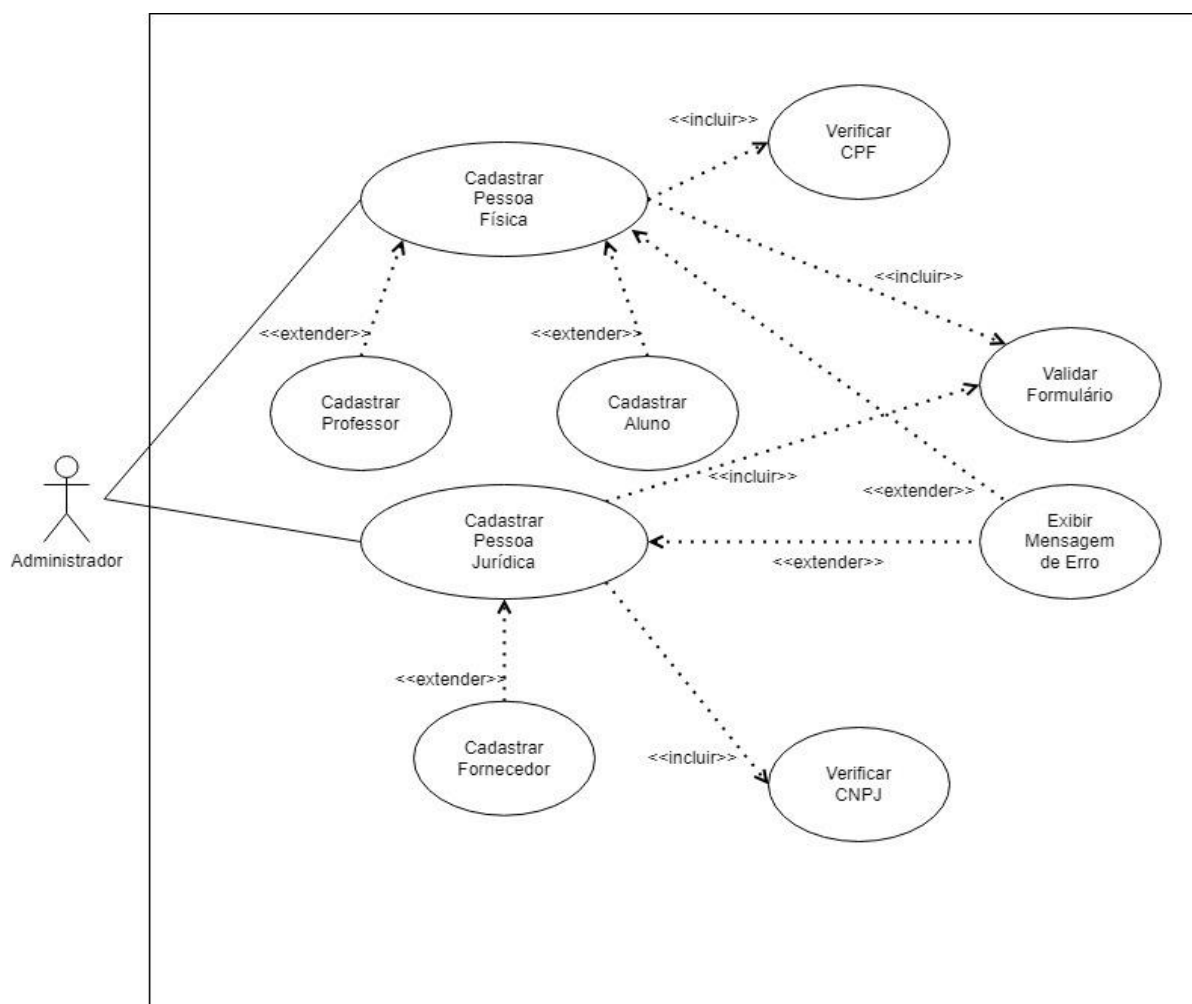 <<incluir>>
Verificar
CPF
Cadastrar
Pessoa
Física
<<incluir>>
<<extender>>
<<extender>>
Validar
Formulário
Cadastrar
Professor
Cadastrar
Aluno
<<incluir>>
<<extender>>
Cadastrar
Pessoa
Jurídica
Exibir
Mensagem
de Erro
<<extender>>
Administrador
<<extender>>
Cadastrar
Fornecedor
<<incluir>>
Verificar
CNPJ